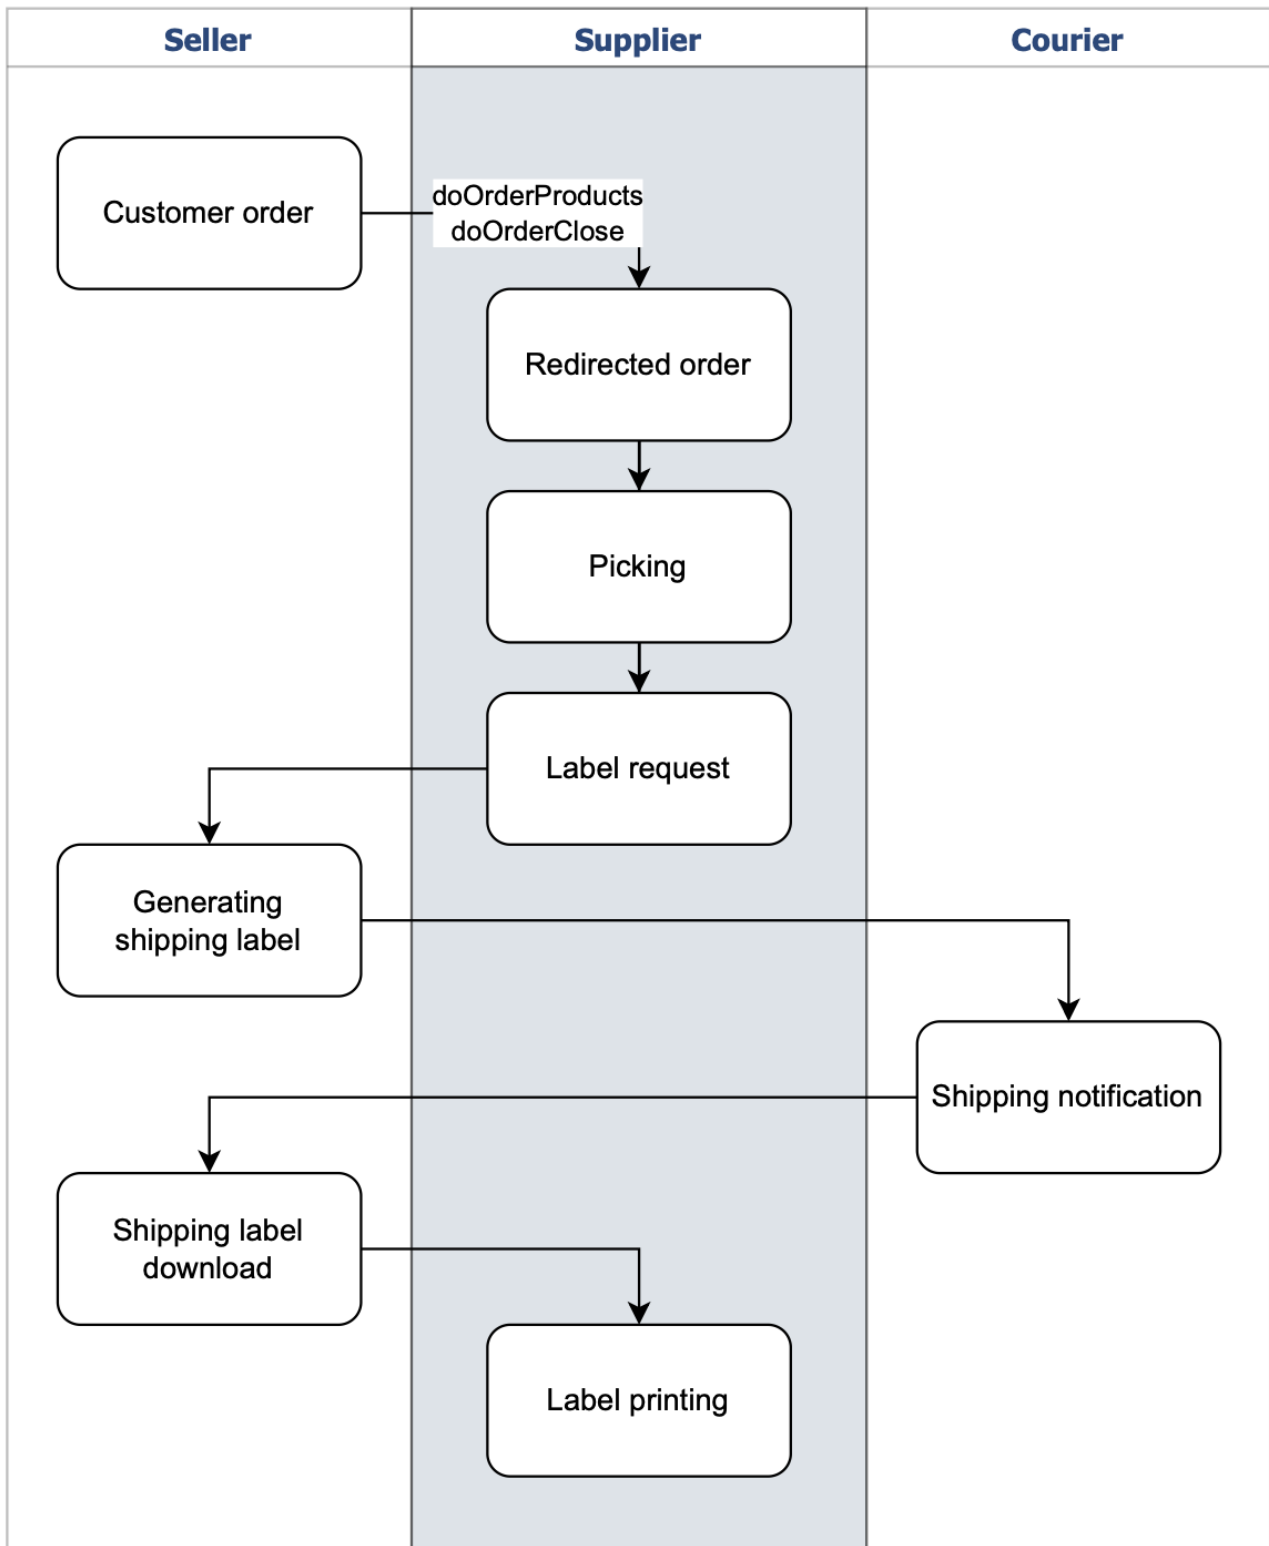 Seller
Supplier
Courier
Customer order
doOrderProducts
doOrderClose
Redirected order
Picking
Label request
Generating
shipping label
Shipping notification
Shipping label
download
Label printing